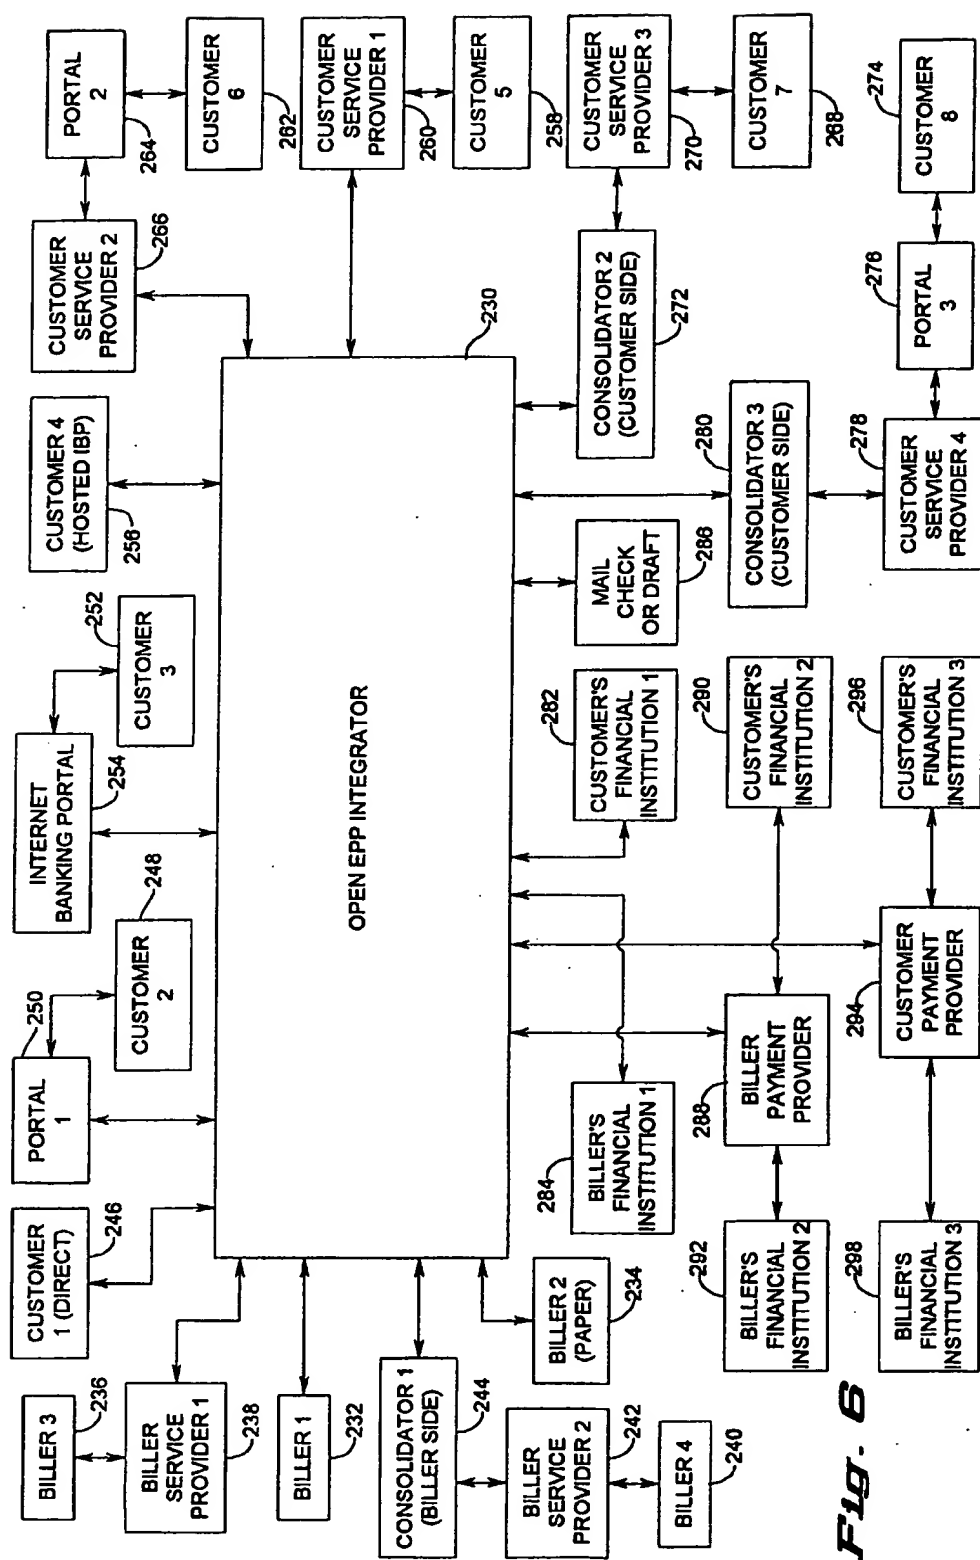 BILLER 3
236
BILLER
SERVICE
PROVIDER 1
238
BILLER 1
232
CONSOLIDATOR 1
(BILLER SIDE)
244
BILLER
SERVICE
PROVIDER 2
242
BILLER 4
240
BILLER 2
(PAPER)
234
CUSTOMER
1 (DIRECT)
246
PORTAL
1
250
CUSTOMER
2
248
INTERNET
BANKING PORTAL
254
CUSTOMER
3
252
CUSTOMER 4
(HOSTED IBP)
256
CUSTOMER
SERVICE
PROVIDER 2
266
PORTAL
2
264
CUSTOMER
6
262
CUSTOMER
SERVICE
PROVIDER 1
260
CUSTOMER
5
258
OPEN EPP INTEGRATOR
230
CONSOLIDATOR 2
(CUSTOMER SIDE)
272
CUSTOMER
SERVICE
PROVIDER 3
270
CUSTOMER
7
268
BILLER'S
FINANCIAL
INSTITUTION 1
284
CUSTOMER'S
FINANCIAL
INSTITUTION 1
282
MAIL
CHECK
OR DRAFT
286
CONSOLIDATOR 3
(CUSTOMER SIDE)
280
BILLER'S
FINANCIAL
INSTITUTION 2
292
BILLER
PAYMENT
PROVIDER
288
CUSTOMER'S
FINANCIAL
INSTITUTION 2
290
BILLER'S
FINANCIAL
INSTITUTION 3
298
CUSTOMER
PAYMENT
PROVIDER
294
CUSTOMER'S
FINANCIAL
INSTITUTION 3
296
CUSTOMER
SERVICE
PROVIDER 4
278
PORTAL
3
276
CUSTOMER
8
274
Fig. 6